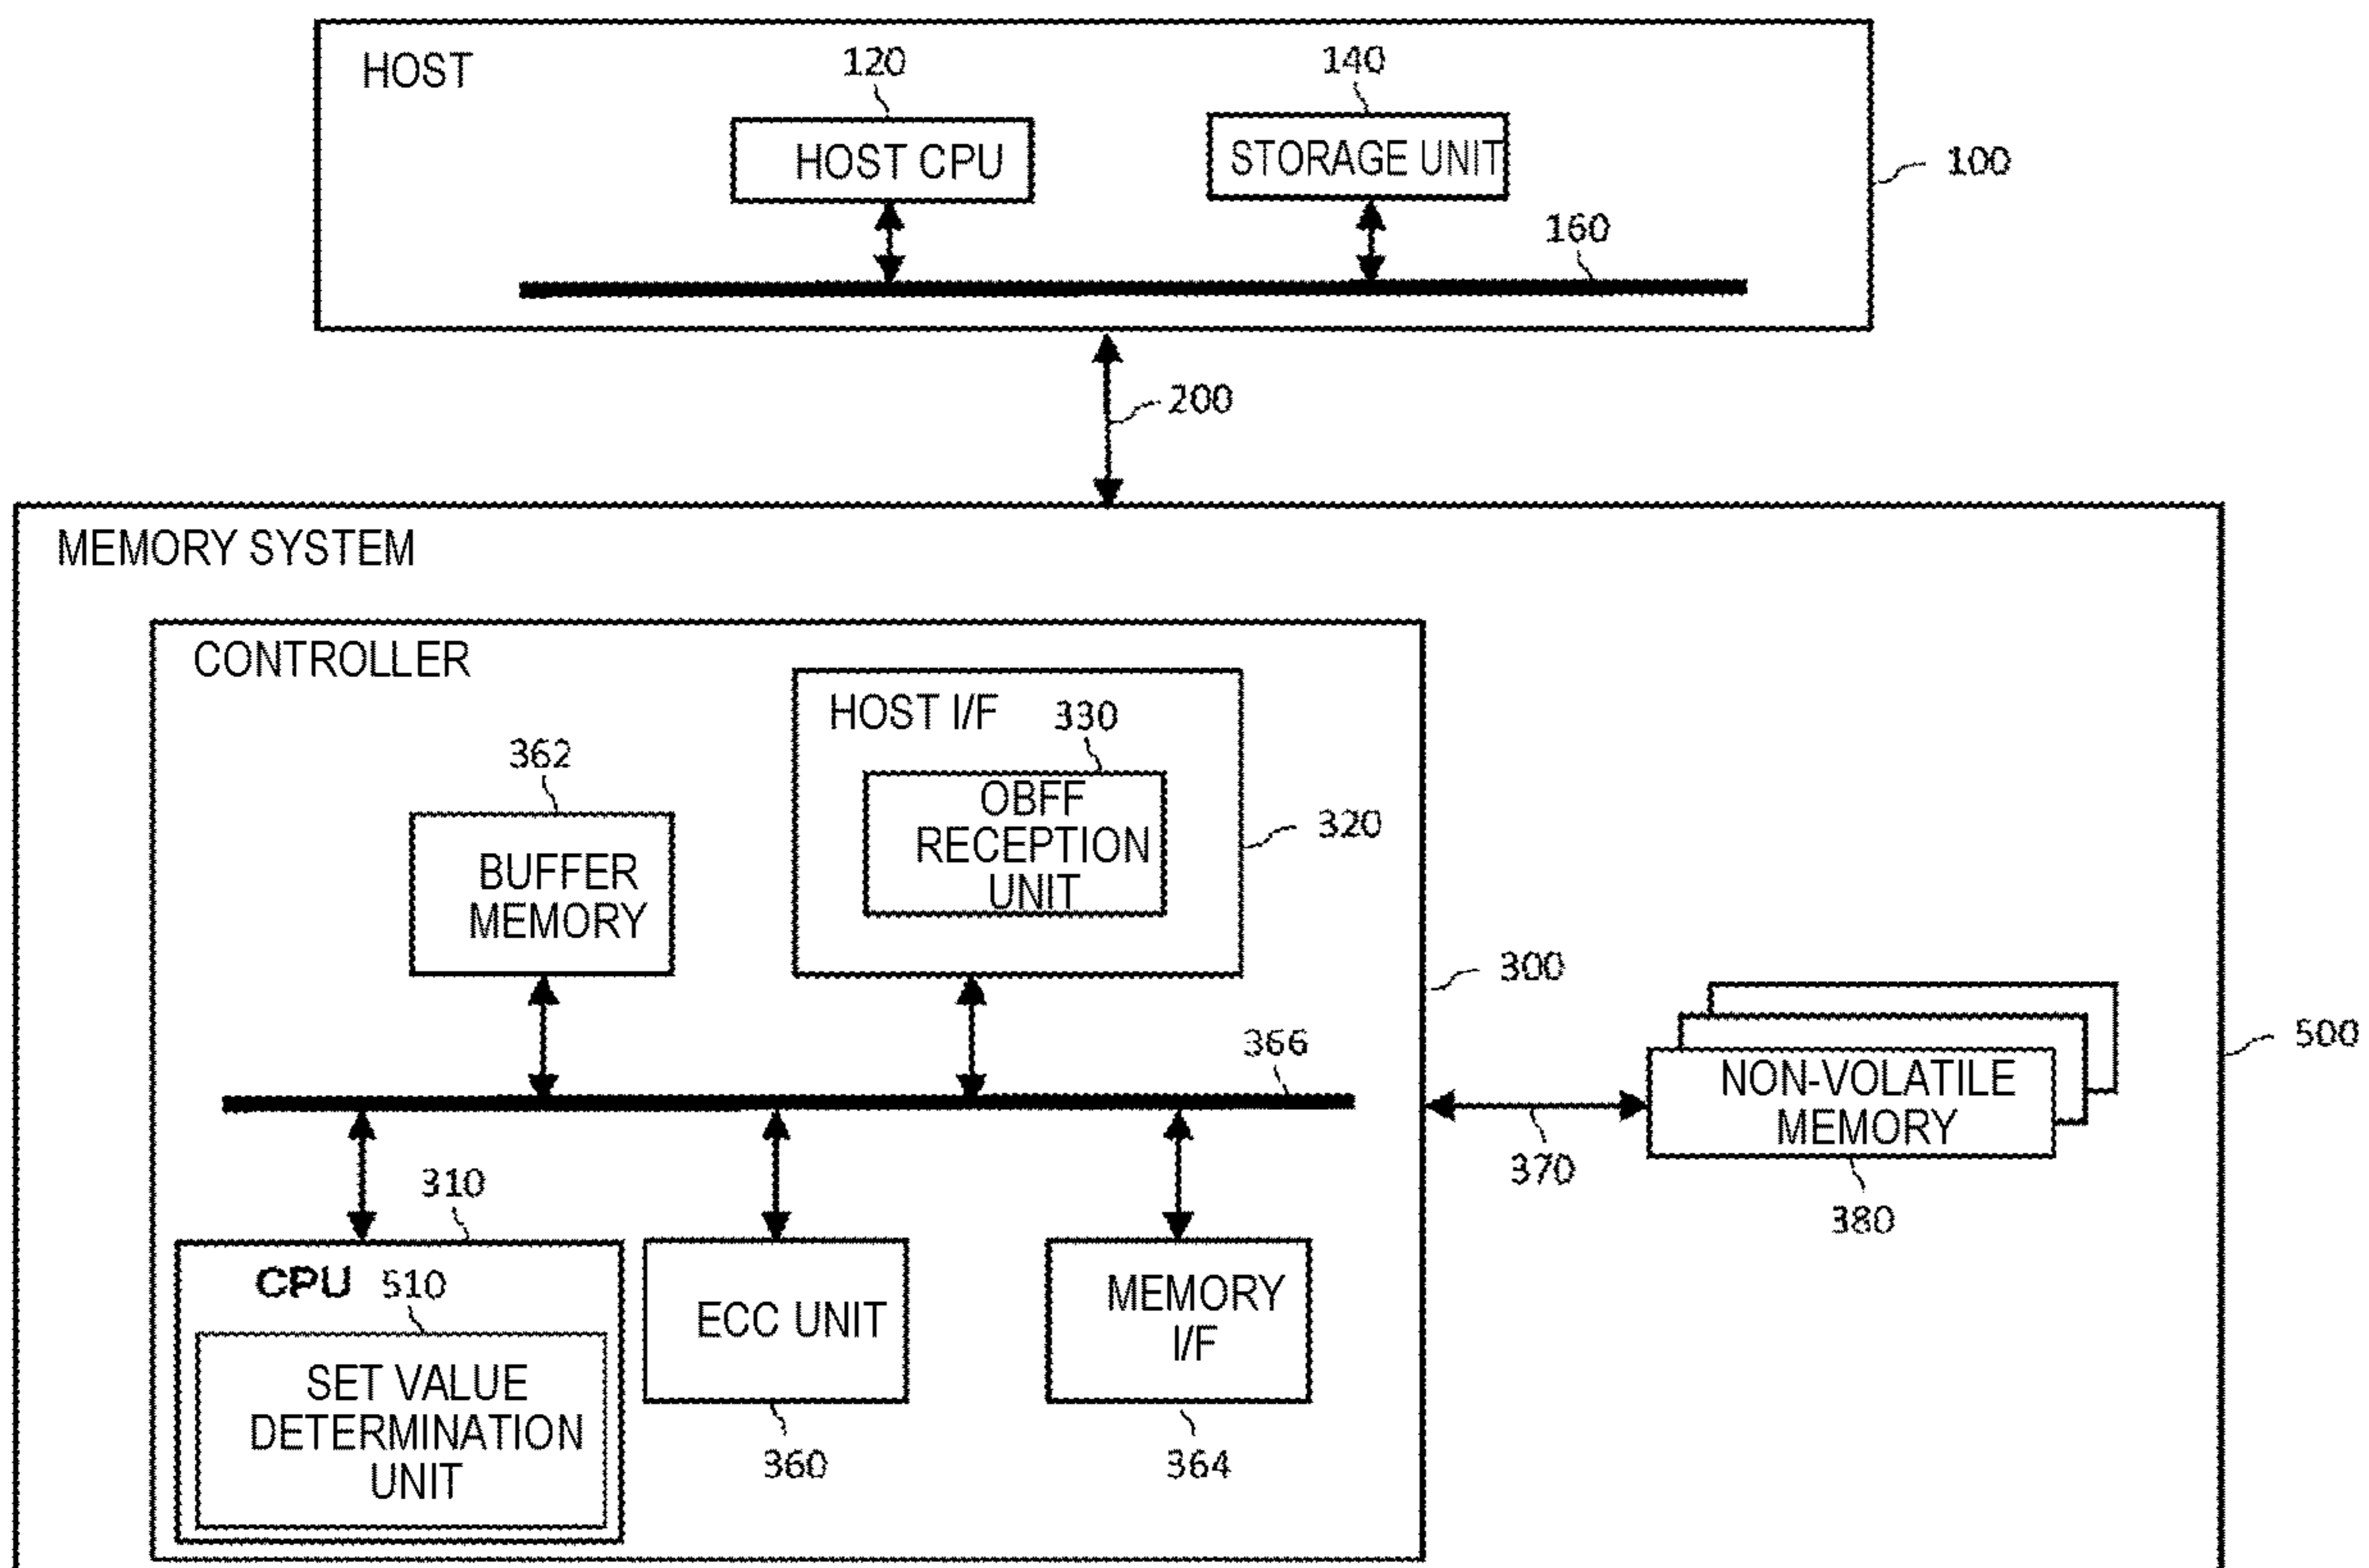 HOST
120
140
HOST CPU
STORAGE UNIT
100
160
200
MEMORY SYSTEM
CONTROLLER
HOST I/F
330
362
OBFF
RECEPTION
UNIT
320
BUFFER
MEMORY
300
366
500
NON-VOLATILE
MEMORY
370
310
380
CPU
510
ECC UNIT
MEMORY
I/F
SET VALUE
DETERMINATION
UNIT
360
364